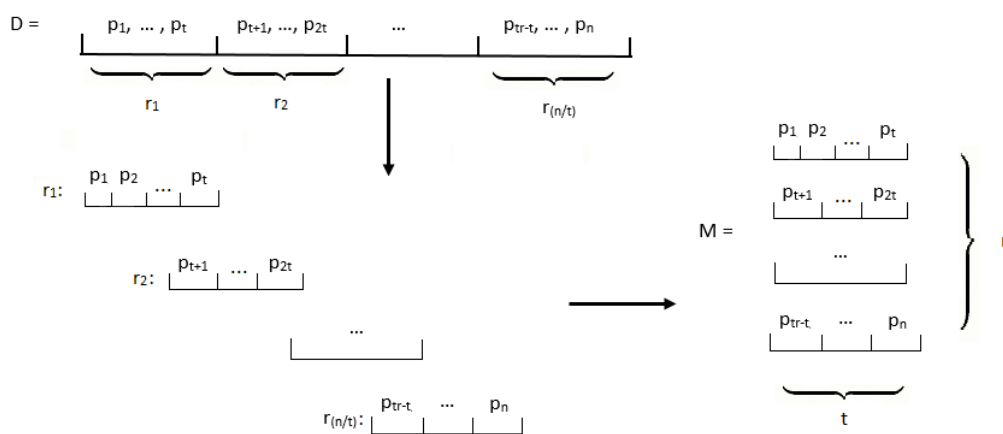 D = p1, ... , pt pt+1, ..., p2t ... ptr-t, ... , pn
r1 r2 r(n/t)
p1 p2 ... pt
r1: p1 p2 ... pt
pt+1 ... p2t
M =
r2: pt+1 ... p2t
...
...
ptr-t, ... pn
r(n/t): ptr-t, ... pn
t